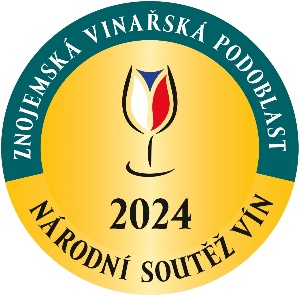 ZNOJEMSKÁ VINAŘSKÁ PODOBLAST
2024
NÁRODNÍ SOUTĚŽ VÍN